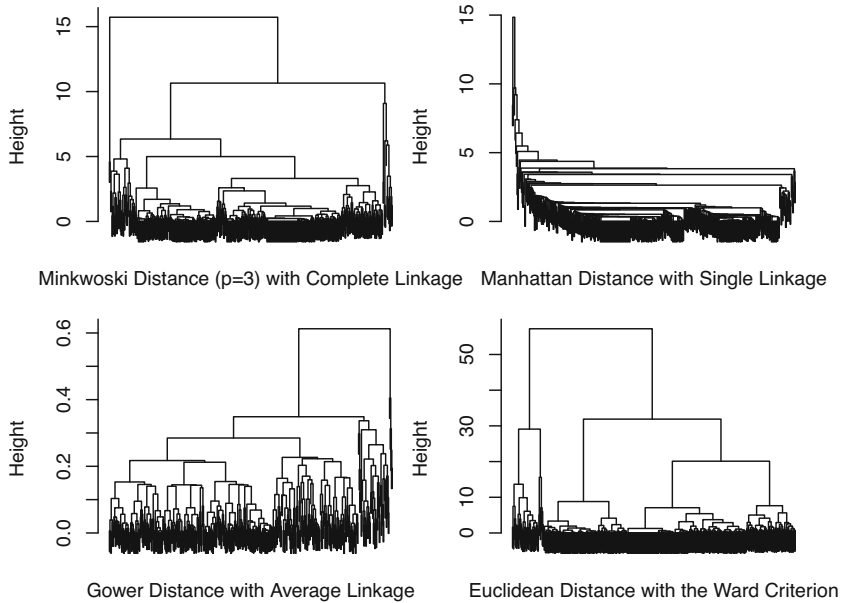 15
10
5
0
Height
Minkwoski Distance (p=3) with Complete Linkage
15
10
5
0
Height
Manhattan Distance with Single Linkage
0.6
0.4
0.2
0.0
Height
Gower Distance with Average Linkage
50
30
10
0
Height
Euclidean Distance with the Ward Criterion